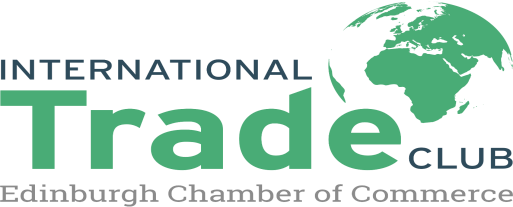 INTERNATIONAL
Trade CLUB
Edinburgh Chamber of Commerce